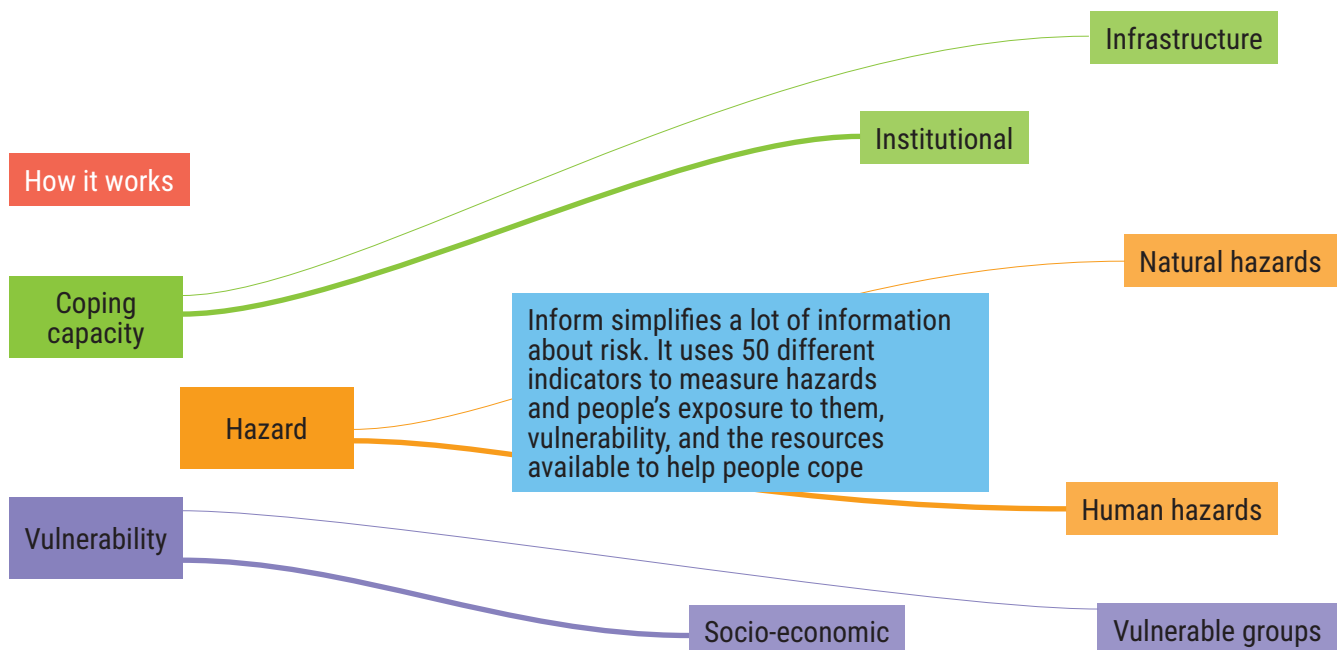 Infrastructure
Institutional
How it works
Natural hazards
Coping
capacity
Inform simplifies a lot of information
about risk. It uses 50 different
indicators to measure hazards
and people’s exposure to them,
vulnerability, and the resources
available to help people cope
Hazard
Human hazards
Vulnerability
Socio-economic
Vulnerable groups